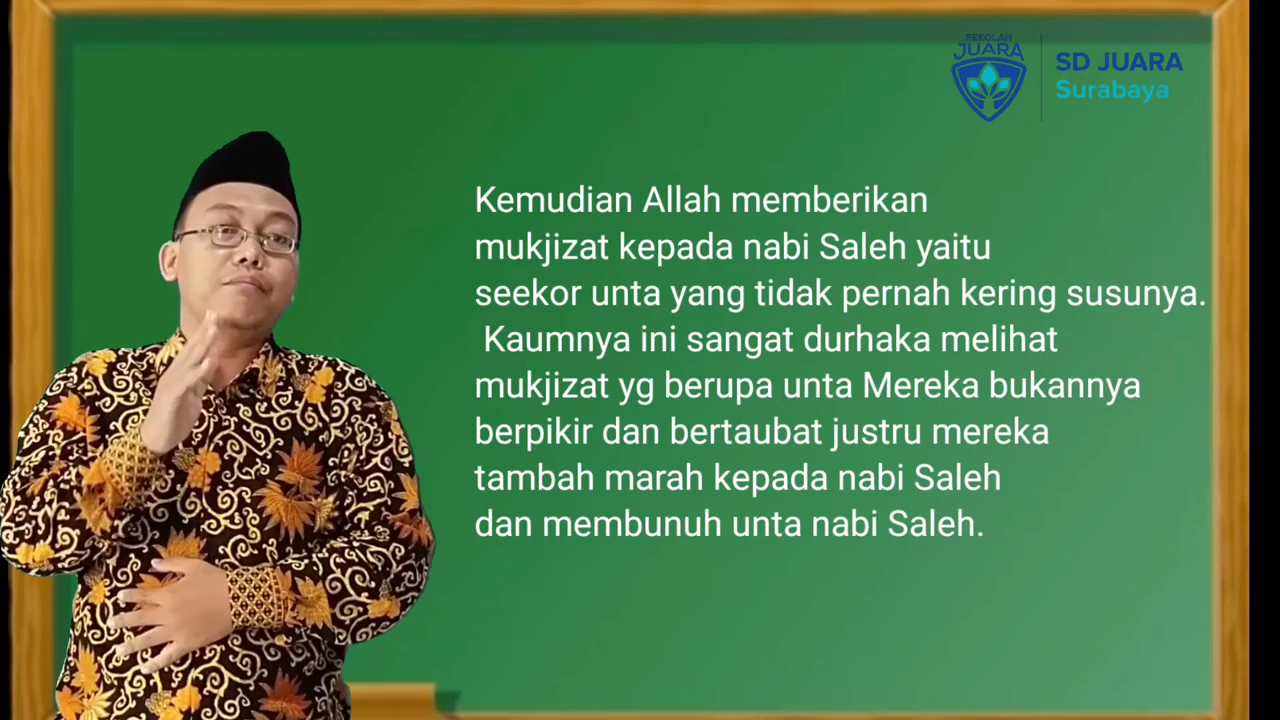 SEKOLAH
JUARA
SD JUARA
Surabaya
Kemudian Allah memberikan
mukjizat kepada nabi Saleh yaitu
seekor unta yang tidak pernah kering susunya.
Kaumnya ini sangat durhaka melihat
mukjizat yg berupa unta Mereka bukannya
berpikir dan bertaubat justru mereka
tambah marah kepada nabi Saleh
dan membunuh unta nabi Saleh.